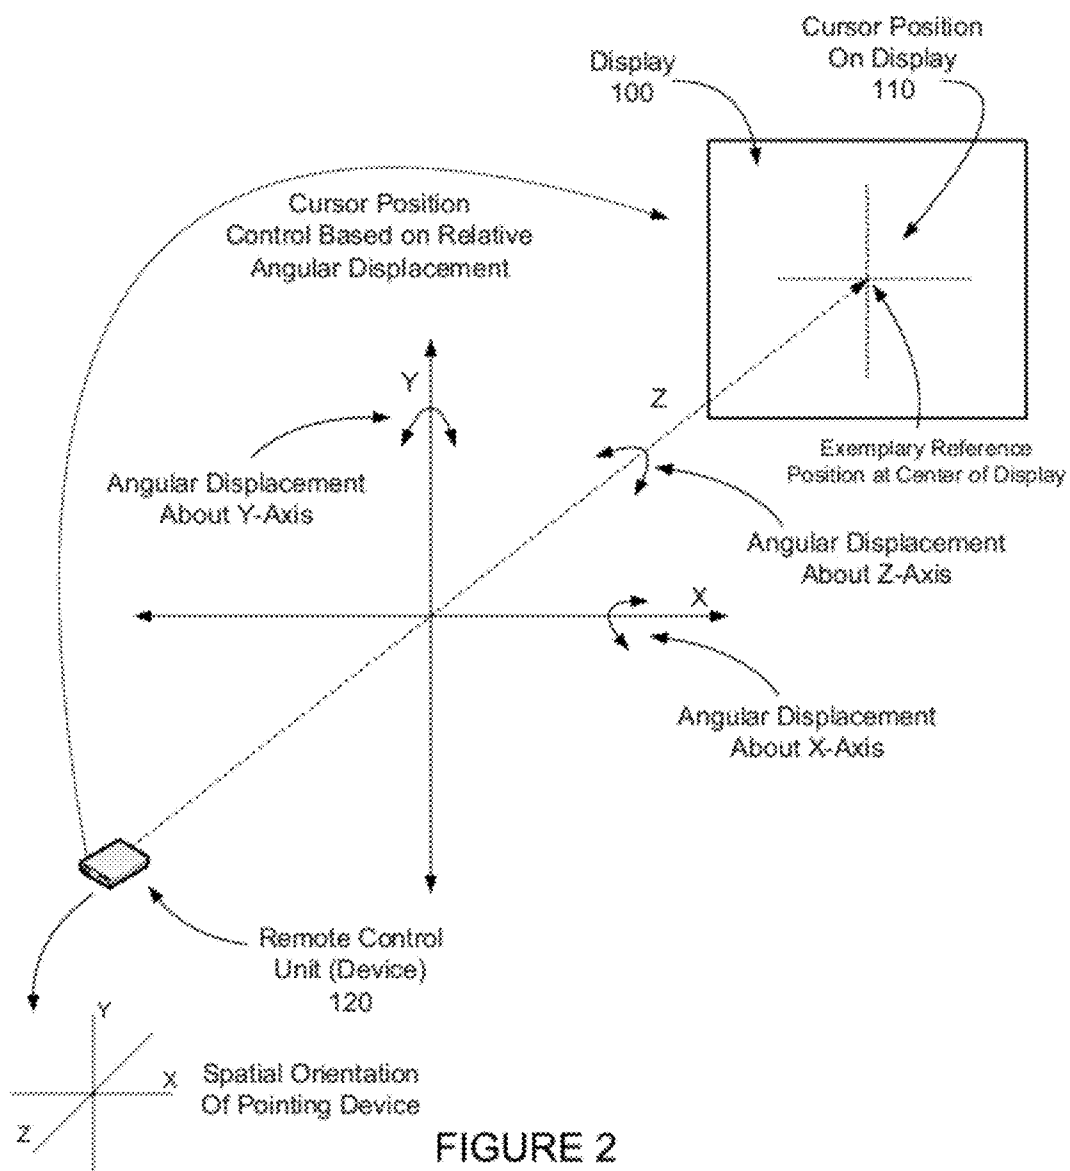 Cursor Position
On Display
110
Display
100
Cursor Position
Control Based on Relative
Angular Displacement
Y
Z
Exemplary Reference
Position at Center of Display
Angular Displacement
About Y-Axis
Angular Displacement
About Z-Axis
X
Angular Displacement
About X-Axis
Remote Control
Unit (Device)
120
Y
X
Z
Spatial Orientation
Of Pointing Device
FIGURE 2